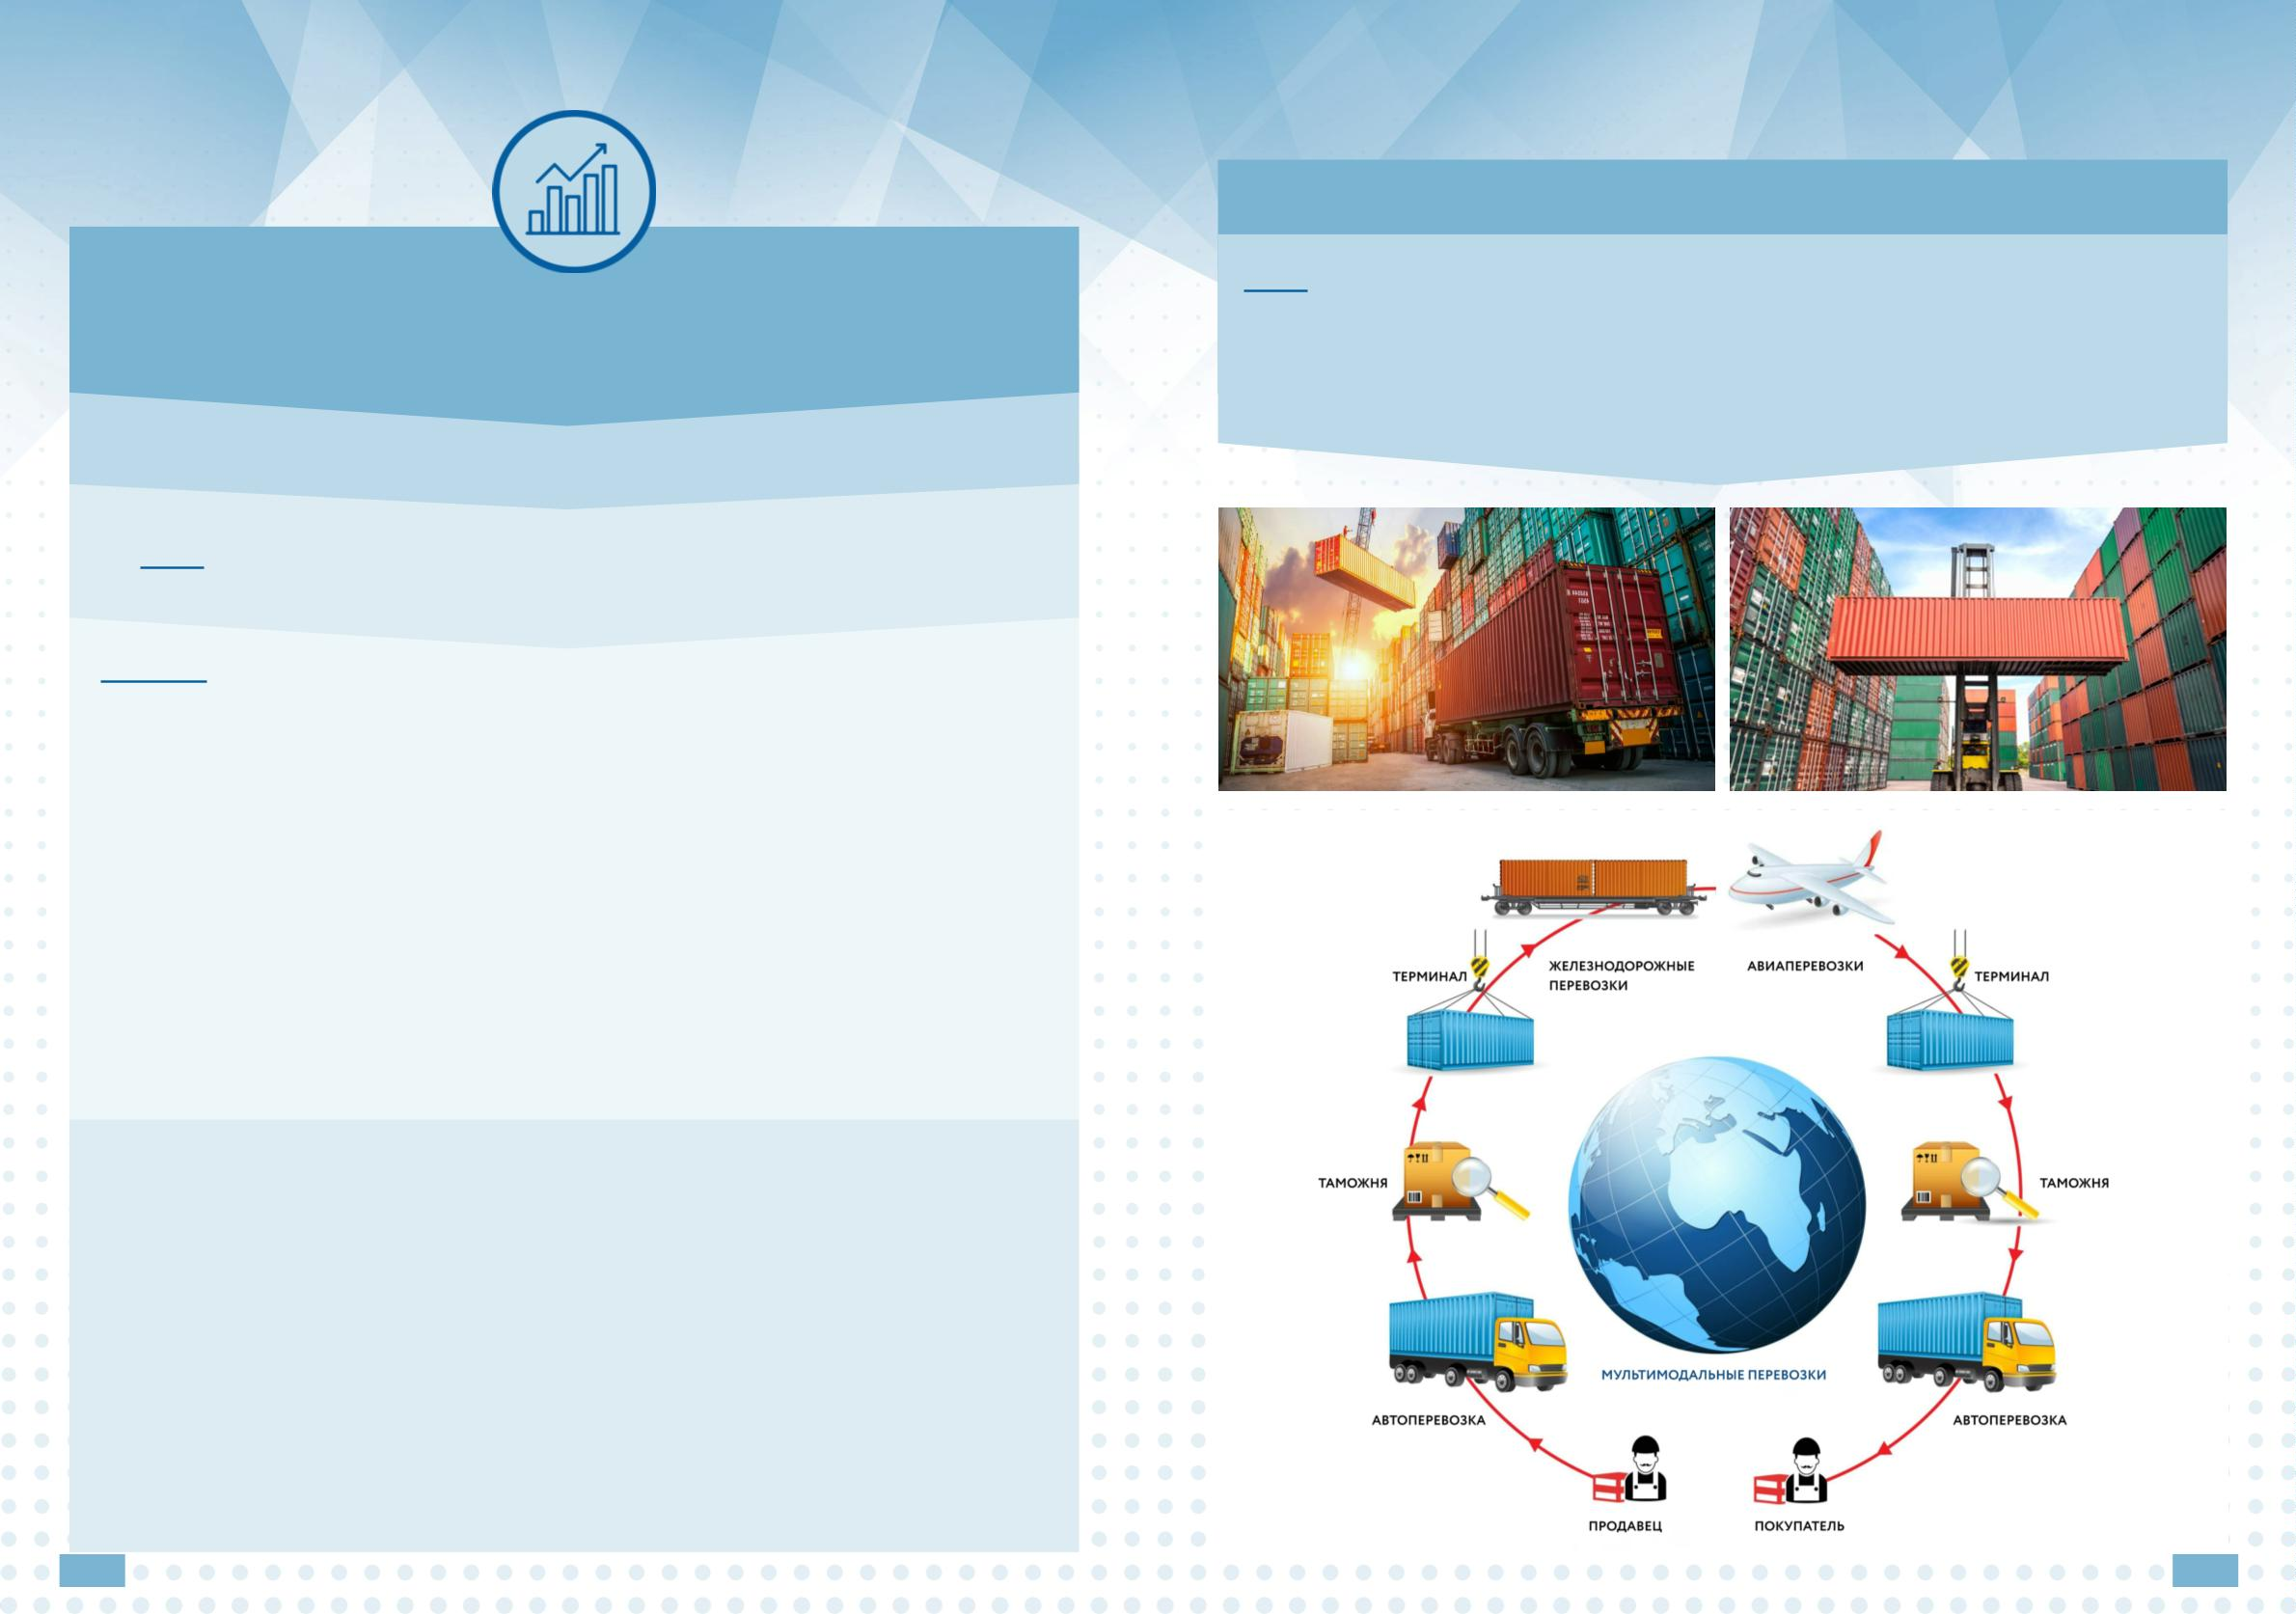 ЖЕЛЕЗНОДОРОЖНЫЕ
ПЕРЕВОЗКИ
АВИАПЕРЕВОЗКИ
ТЕРМИНАЛ
ТЕРМИНАЛ
ТАМОЖНЯ
ТАМОЖНЯ
МУЛЬТИМОДАЛЬНЫЕ ПЕРЕВОЗКИ
АВТОПЕРЕВОЗКА
АВТОПЕРЕВОЗКА
ПРОДАВЕЦ
ПОКУПАТЕЛЬ